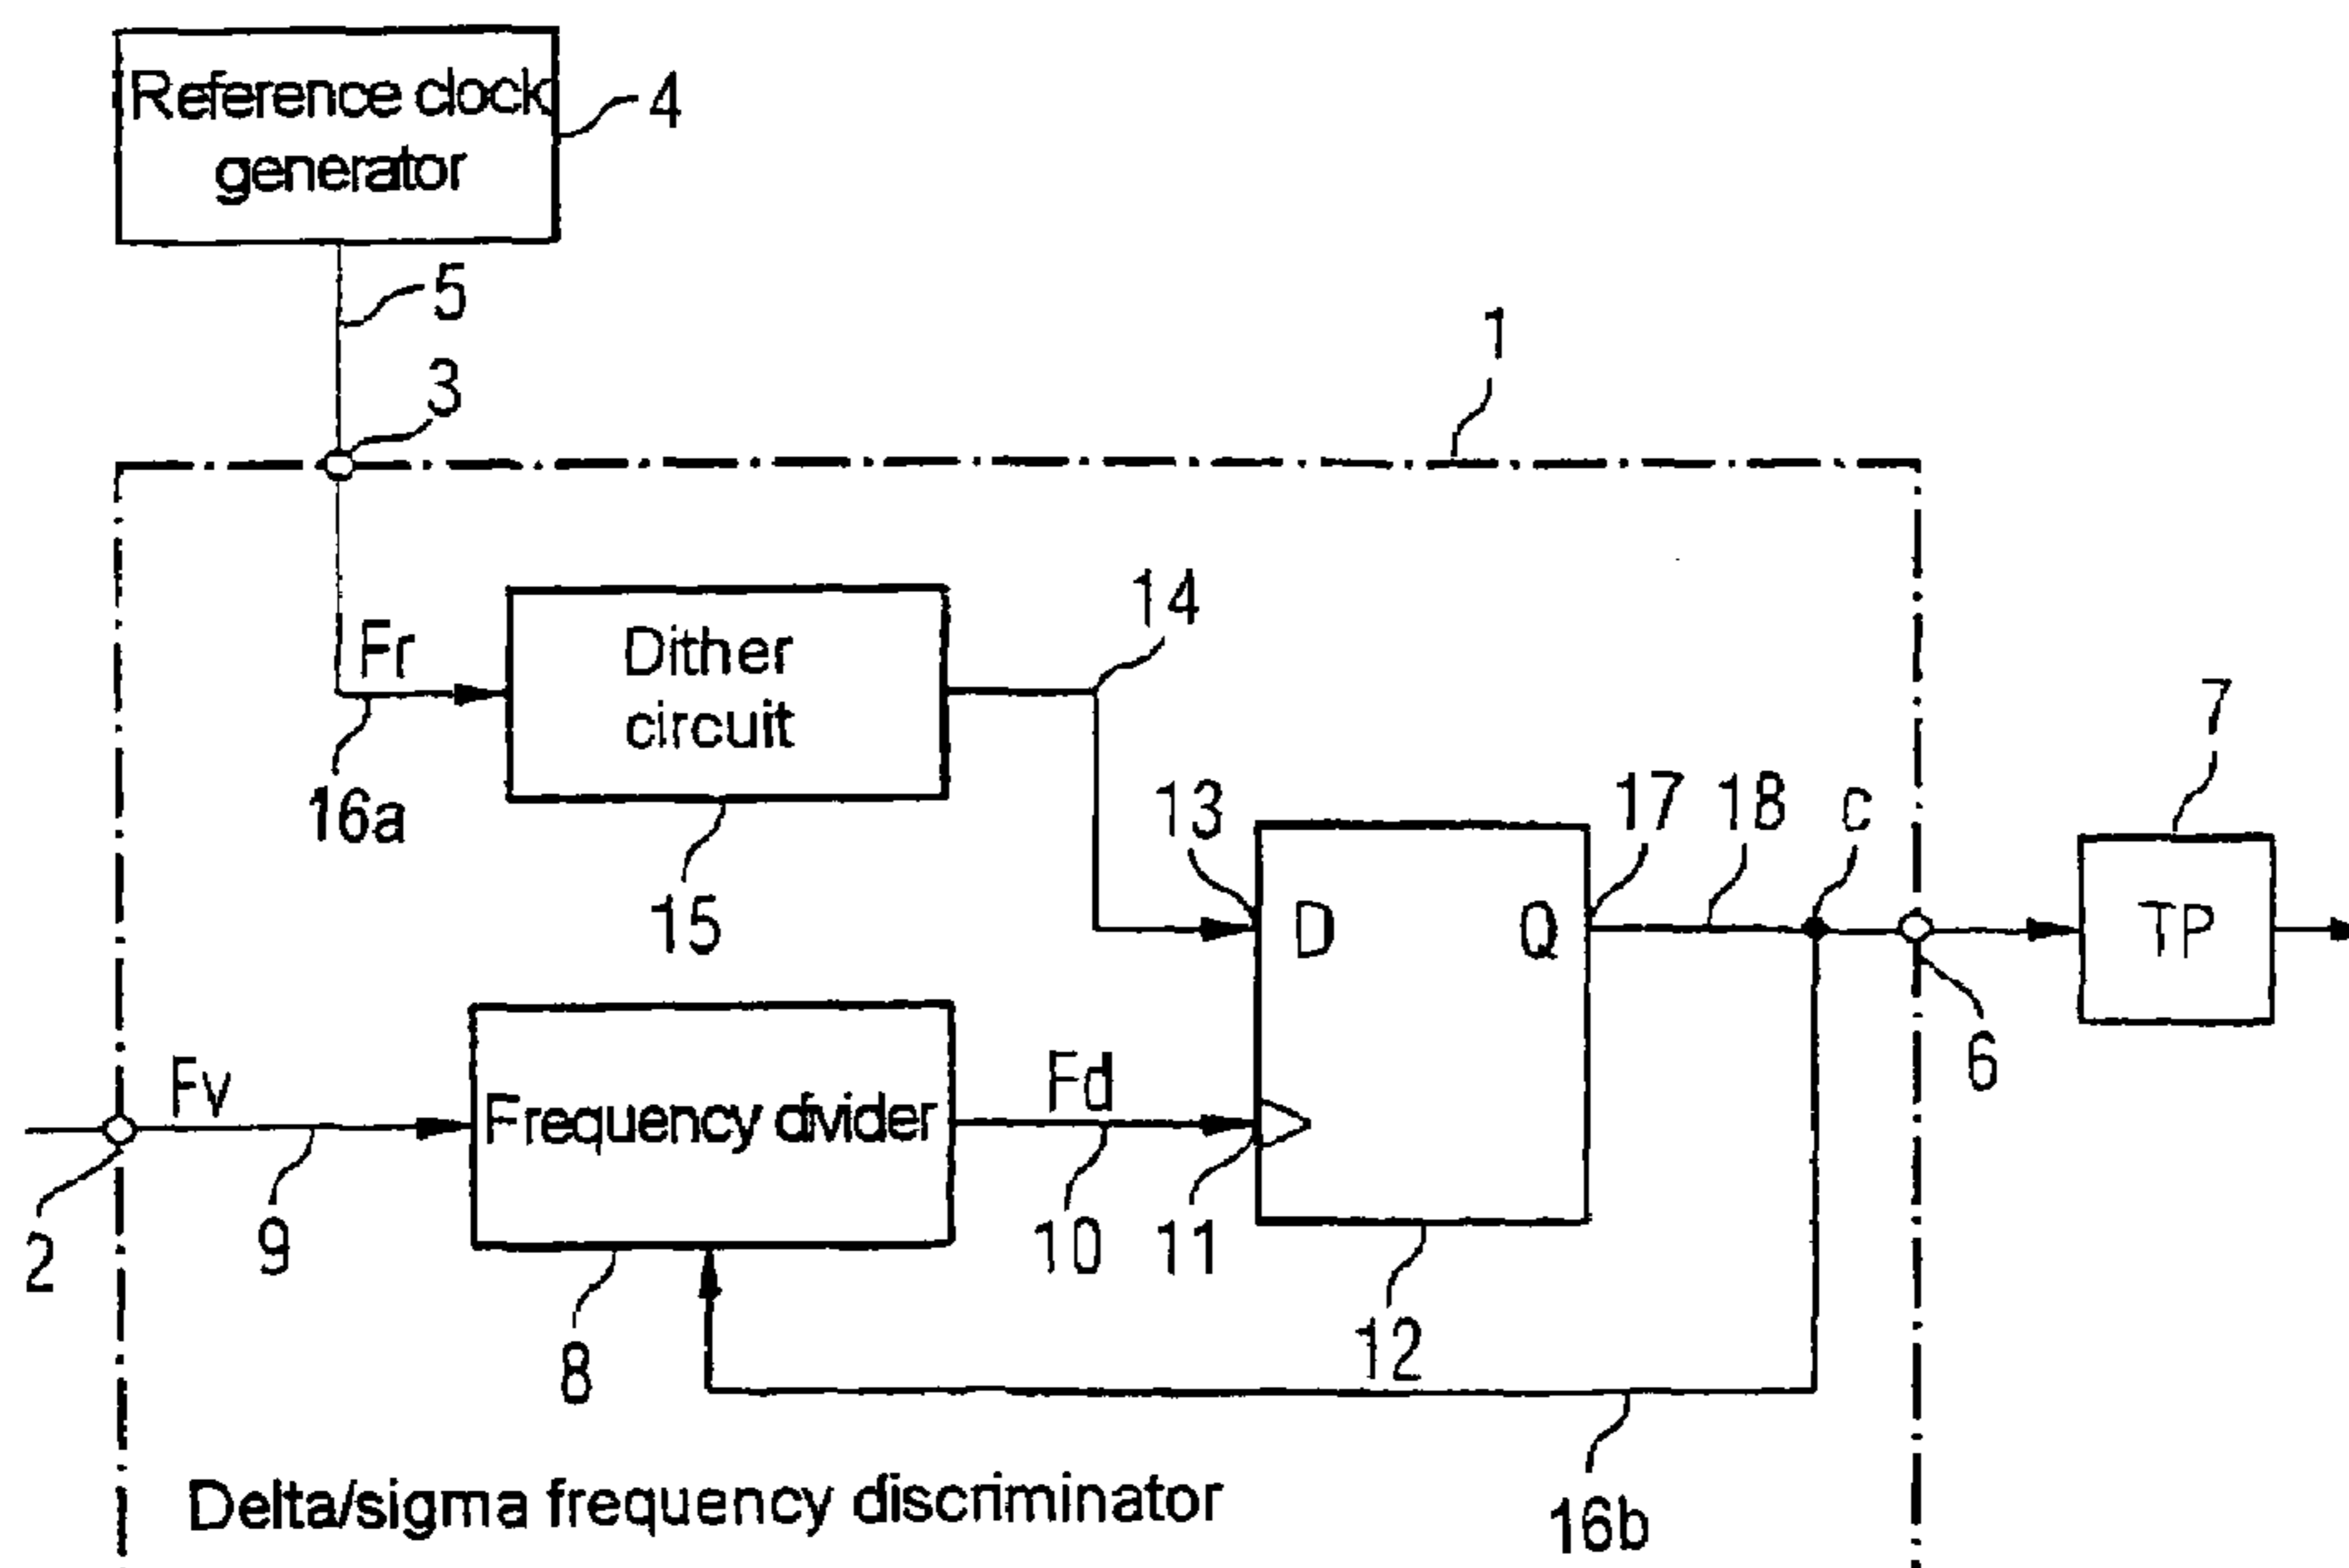 Reference clock
generator
4
5
3
1
Fr
16a
Dither
circuit
15
14
7
13
17
18
c
D
Q
TP
6
2
Fv
9
Frequency divider
8
Fd
10
11
12
16b
Delta/sigma frequency discriminator